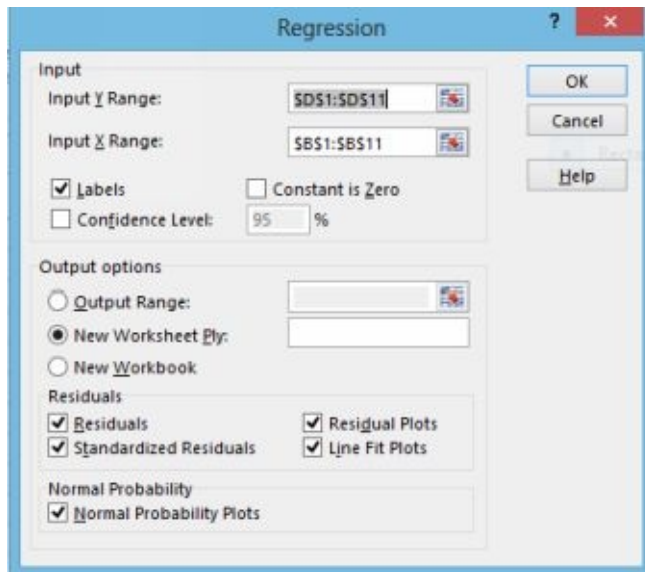 Regression
?
×
Input
Input Y Range:
$D$1:$D$11
Input X Range:
$B$1:$B$11
Labels
Constant is Zero
Confidence Level:
95
%
OK
Cancel
Help
Output options
Output Range:
New Worksheet Ply:
New Workbook
Residuals
Residuals
Residual Plots
Standardized Residuals
Line Fit Plots
Normal Probability
Normal Probability Plots